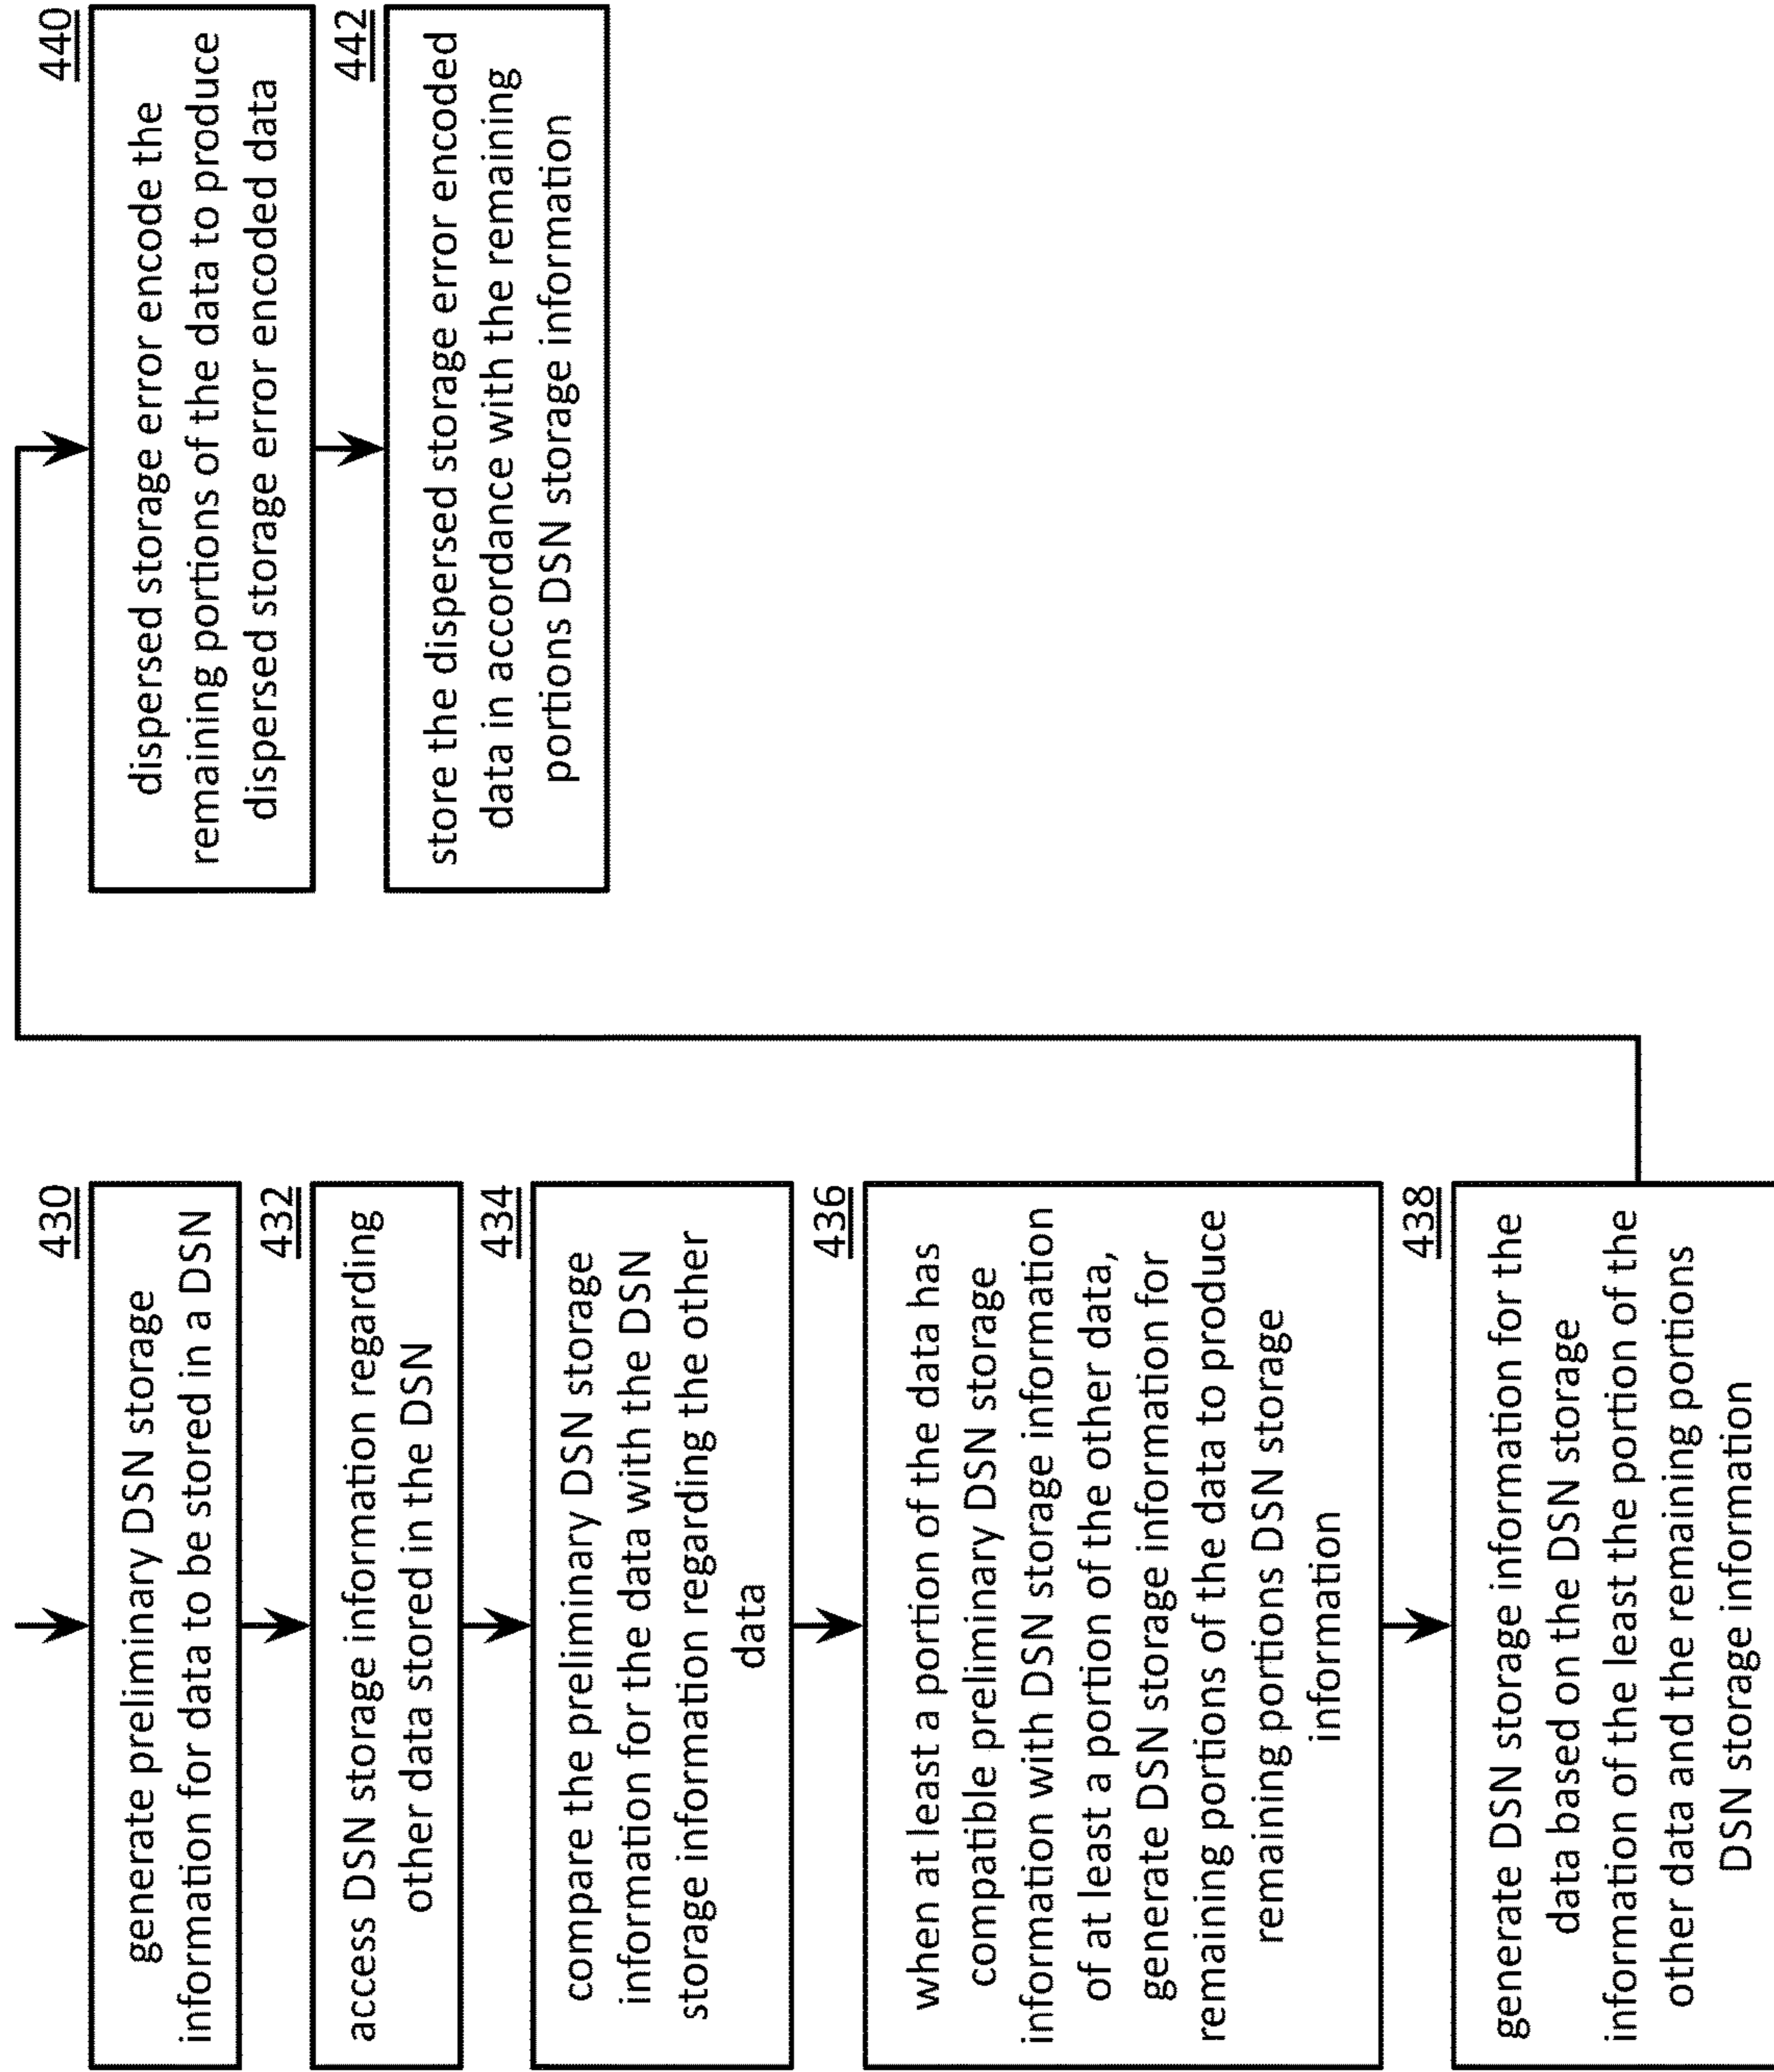 430
generate preliminary DSN storage
information for data to be stored in a DSN
432
access DSN storage information regarding
other data stored in the DSN
434
compare the preliminary DSN storage
information for the data with the DSN
storage information regarding the other
data
436
when at least a portion of the data has
compatible preliminary DSN storage
information with DSN storage information
of at least a portion of the other data,
generate DSN storage information for
remaining portions of the data to produce
remaining portions DSN storage
information
438
generate DSN storage information for the
data based on the DSN storage
information of the least the portion of the
other data and the remaining portions
DSN storage information
440
dispersed storage error encode the
remaining portions of the data to produce
dispersed storage error encoded data
442
store the dispersed storage error encoded
data in accordance with the remaining
portions DSN storage information